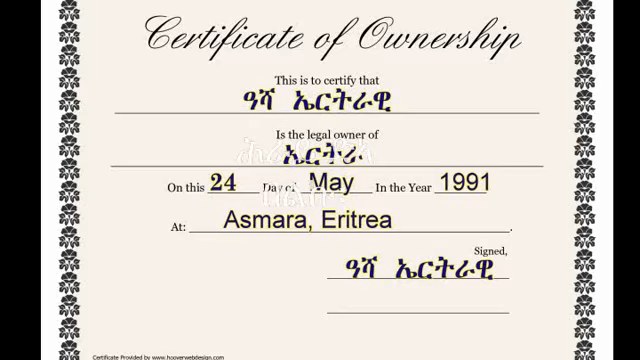 Certificate of Ownership
This is to certify that
ዓሻ ኤርትራዊ
Is the legal owner of
ኤርትራ
On this 24 Day of May In the Year 1991
At: Asmara, Eritrea.
Signed,
ዓሻ ኤርትራዊ
Certificate Provided by www.hooverwebdesign.com